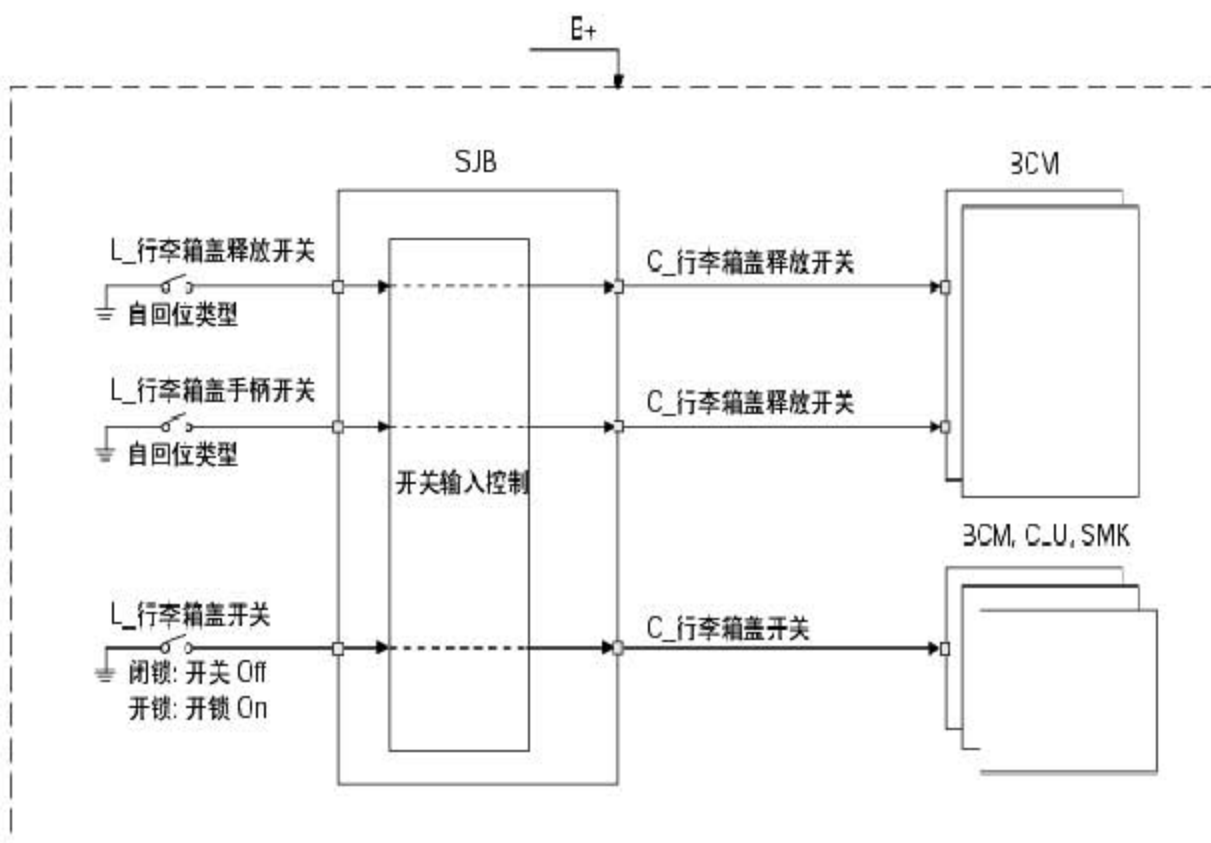 B+
SJB
BCM
L_行李箱盖释放开关
C_行李箱盖释放开关
自回位类型
L_行李箱盖手柄开关
C_行李箱盖释放开关
自回位类型
开关输入控制
BCM, CLU, SMK
L_行李箱盖开关
C_行李箱盖开关
闭锁: 开关 Off
开锁: 开锁 On